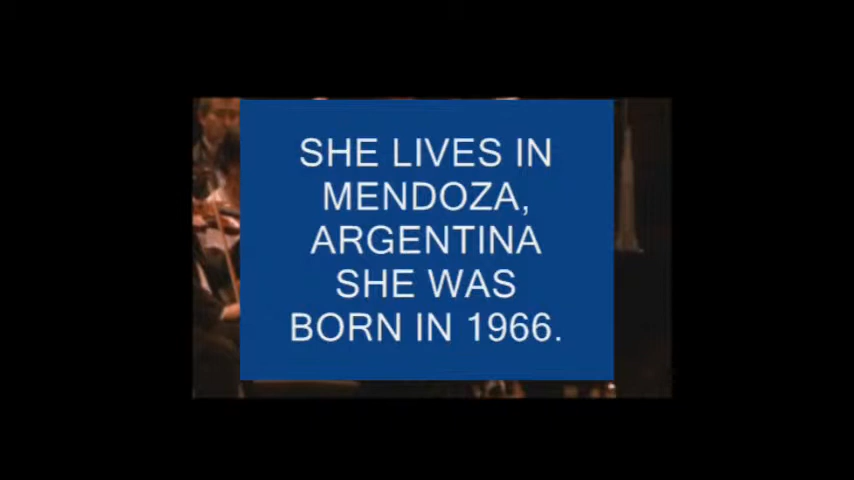 SHE LIVES IN
MENDOZA,
ARGENTINA
SHE WAS
BORN IN 1966.